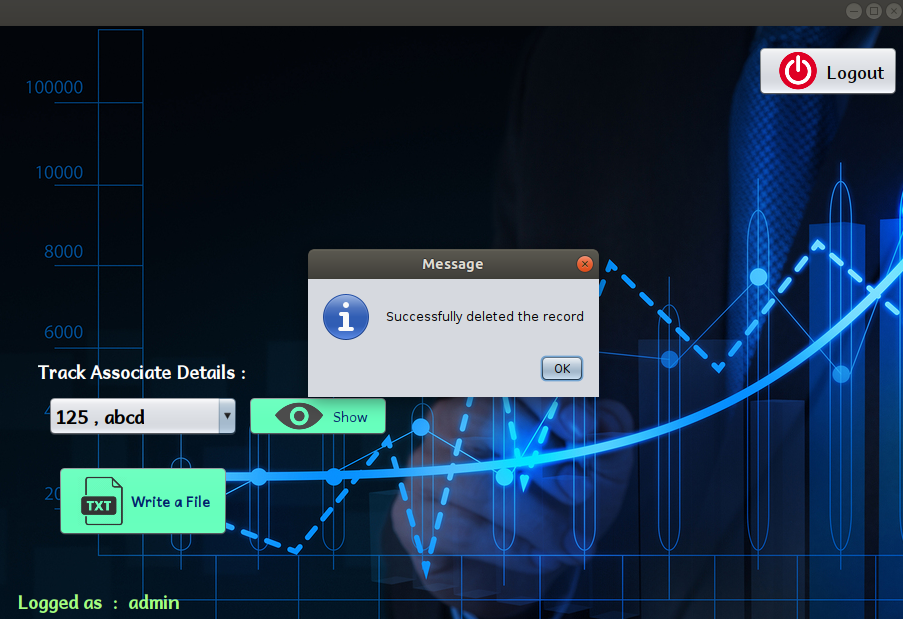 Logout
100000
10000
8000
Message
Successfully deleted the record
6000
OK
Track Associate Details :
125 , abcd
Show
TXT
Write a File
Logged as : admin